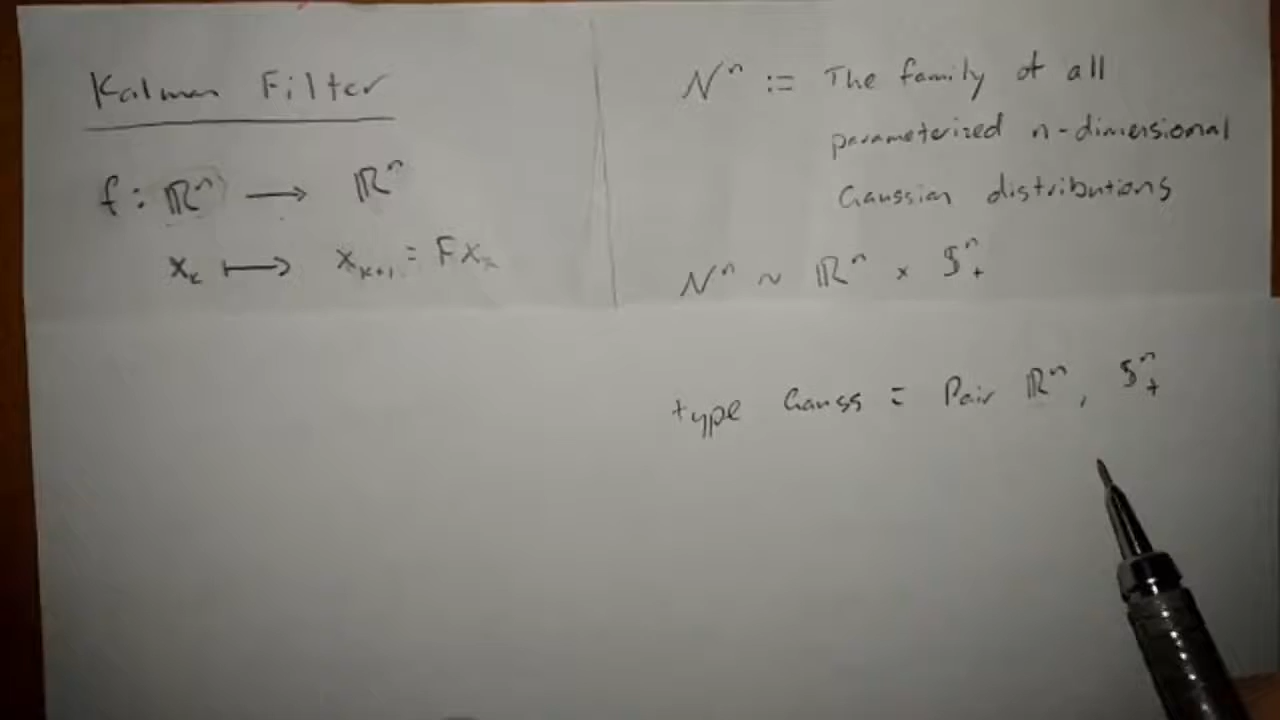 Kalman Filter
f : ℝⁿ ⟶ ℝⁿ
xₖ ⟼ xₖ₊₁ = Fxₖ
Nⁿ := The family of all
parameterized n-dimensional
Gaussian distributions
Nⁿ ~ ℝⁿ × 𝕊ⁿ₊
type Gauss = Pair ℝⁿ, 𝕊ⁿ₊